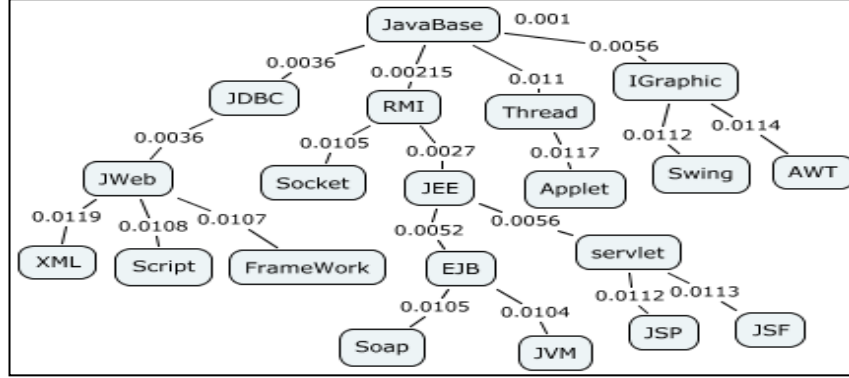 JavaBase 0.001
0.0036 0.00215 0.011 0.0056
JDBC RMI Thread IGraphic
0.0036 0.0105 0.0027 0.0117 0.0112 0.0114
JWeb Socket JEE Applet Swing AWT
0.0119 0.0108 0.0107 0.0052 0.0056
XML Script FrameWork EJB servlet
0.0105 0.0104 0.0112 0.0113
Soap JVM JSP JSF